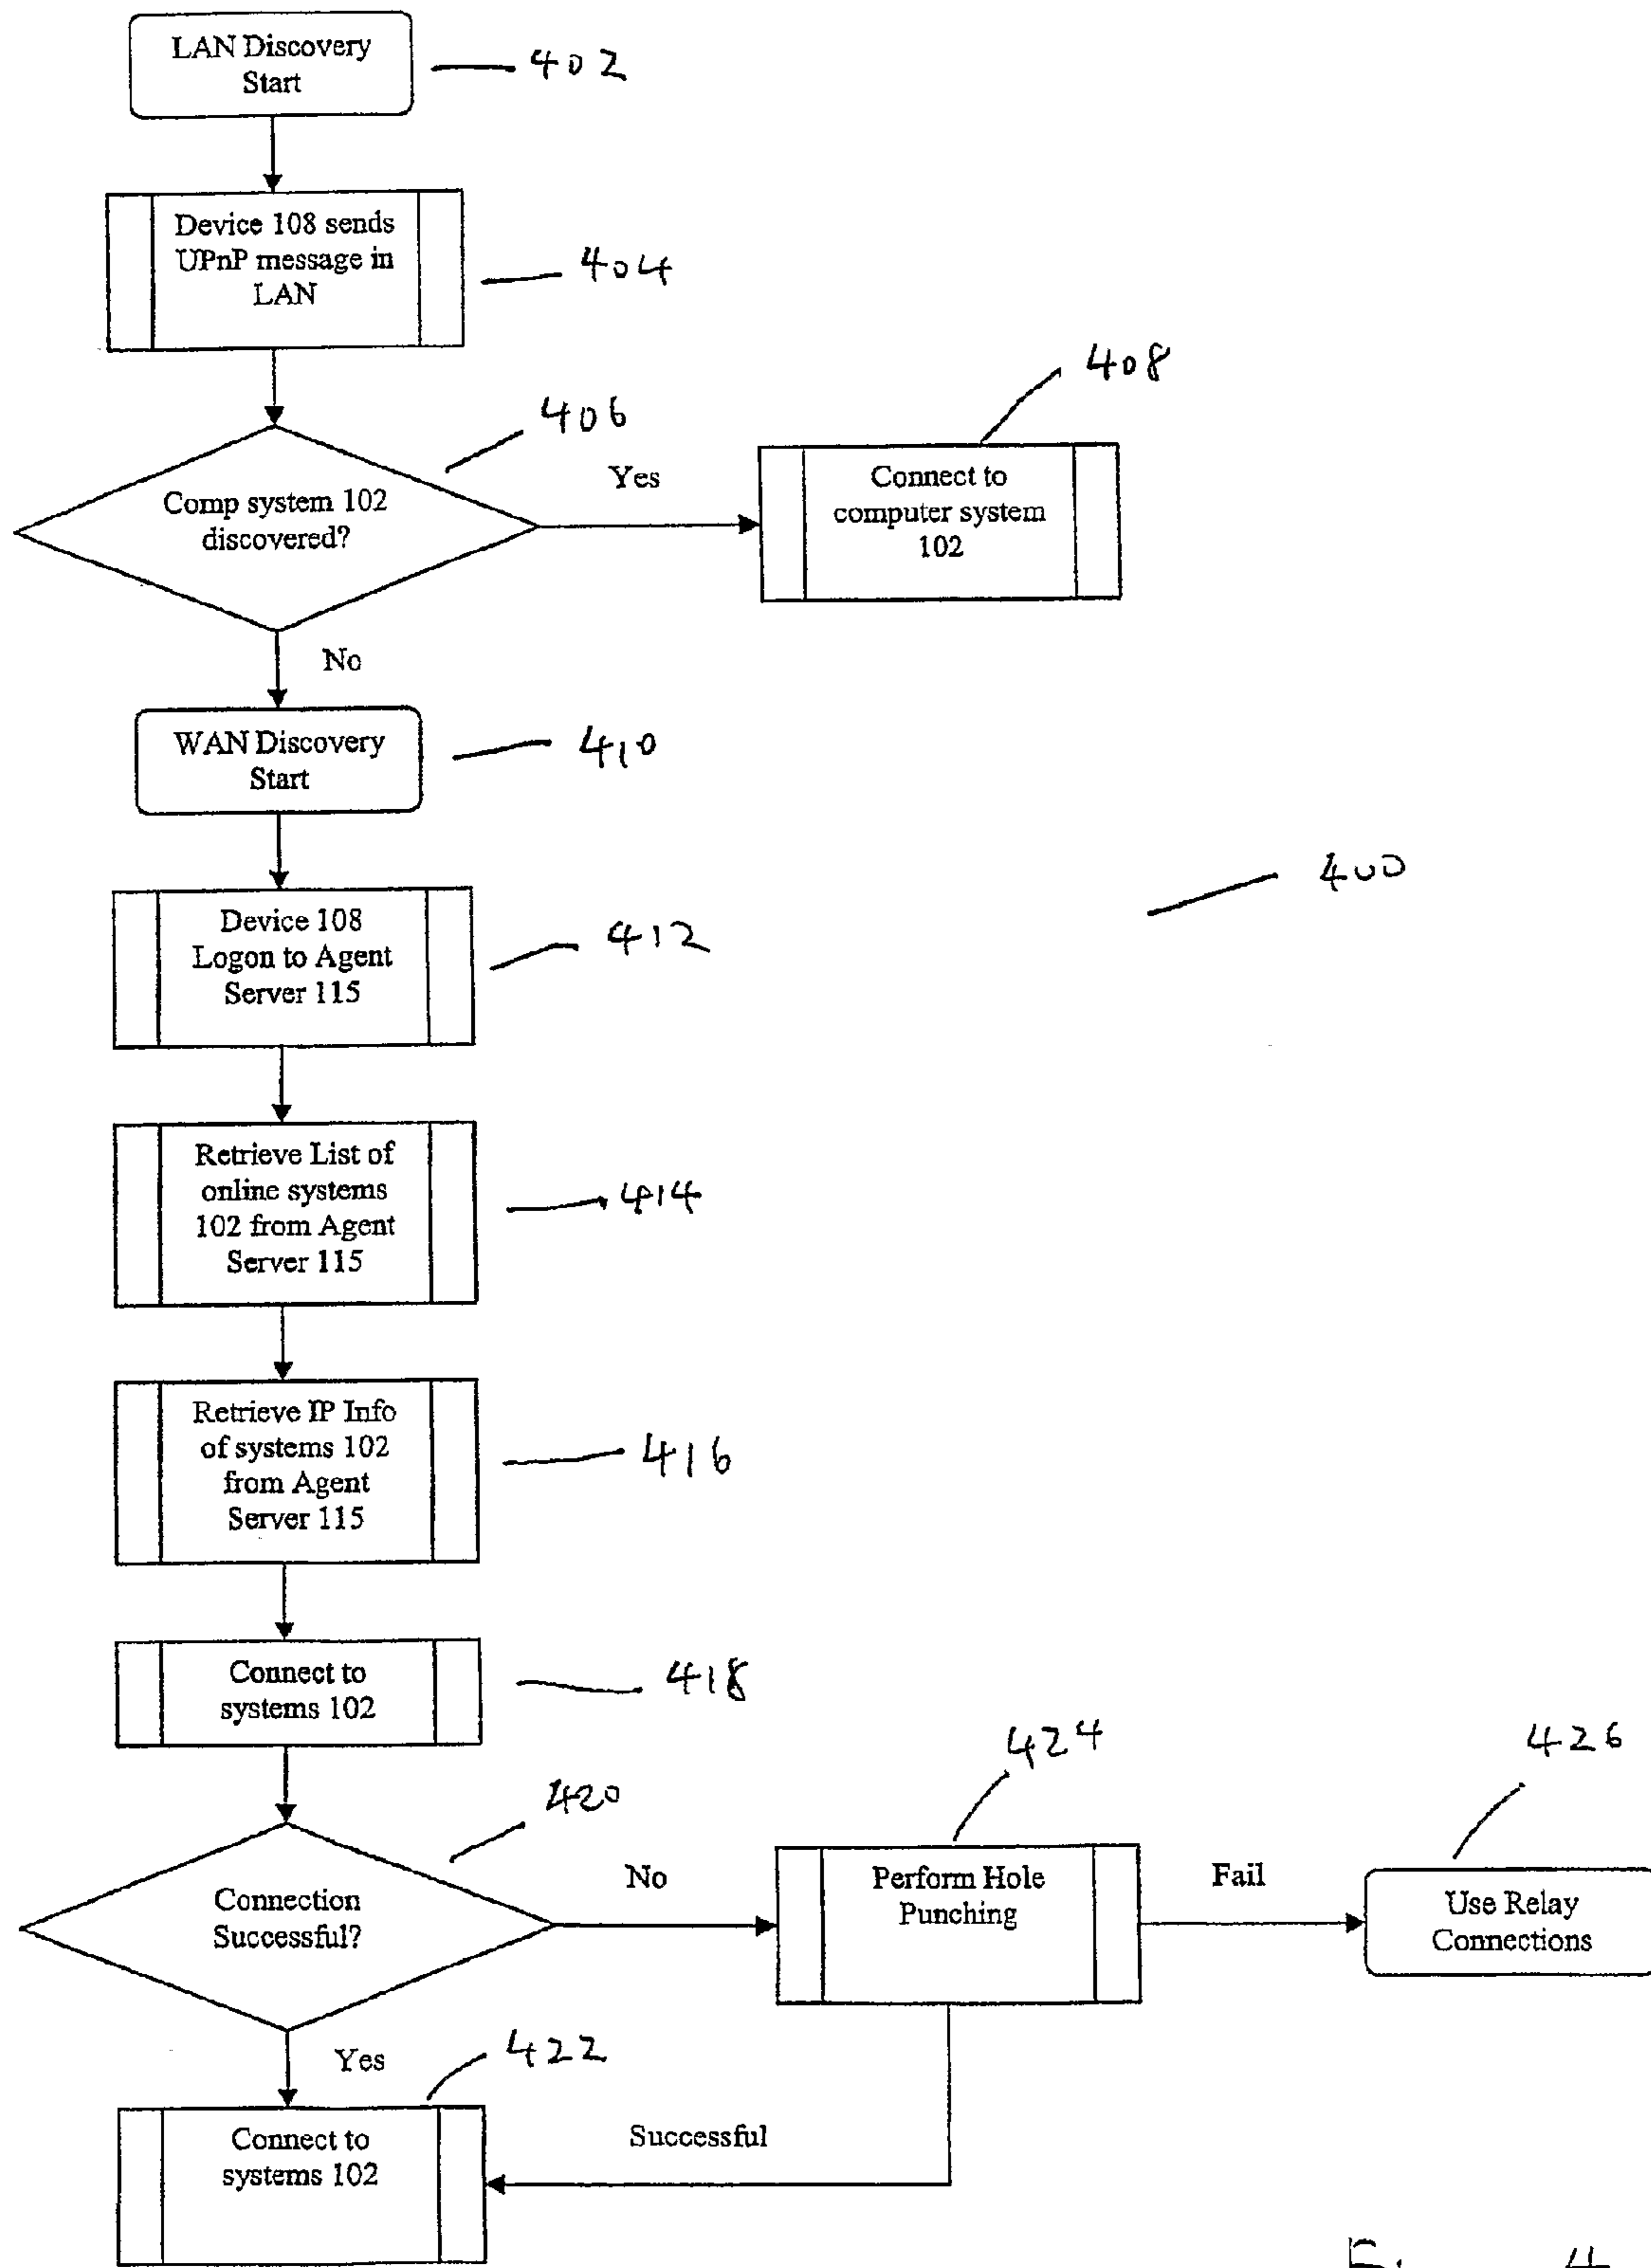 LAN Discovery
Start
402
Device 108 sends
UPnP message in
LAN
404
408
406
Comp system 102
discovered?
Yes
Connect to
computer system
102
No
WAN Discovery
Start
410
400
Device 108
Logon to Agent
Server 115
412
Retrieve List of
online systems
102 from Agent
Server 115
414
Retrieve IP Info
of systems 102
from Agent
Server 115
416
Connect to
systems 102
418
424
426
420
Connection
Successful?
No
Perform Hole
Punching
Fail
Use Relay
Connections
Yes
422
Connect to
systems 102
Successful